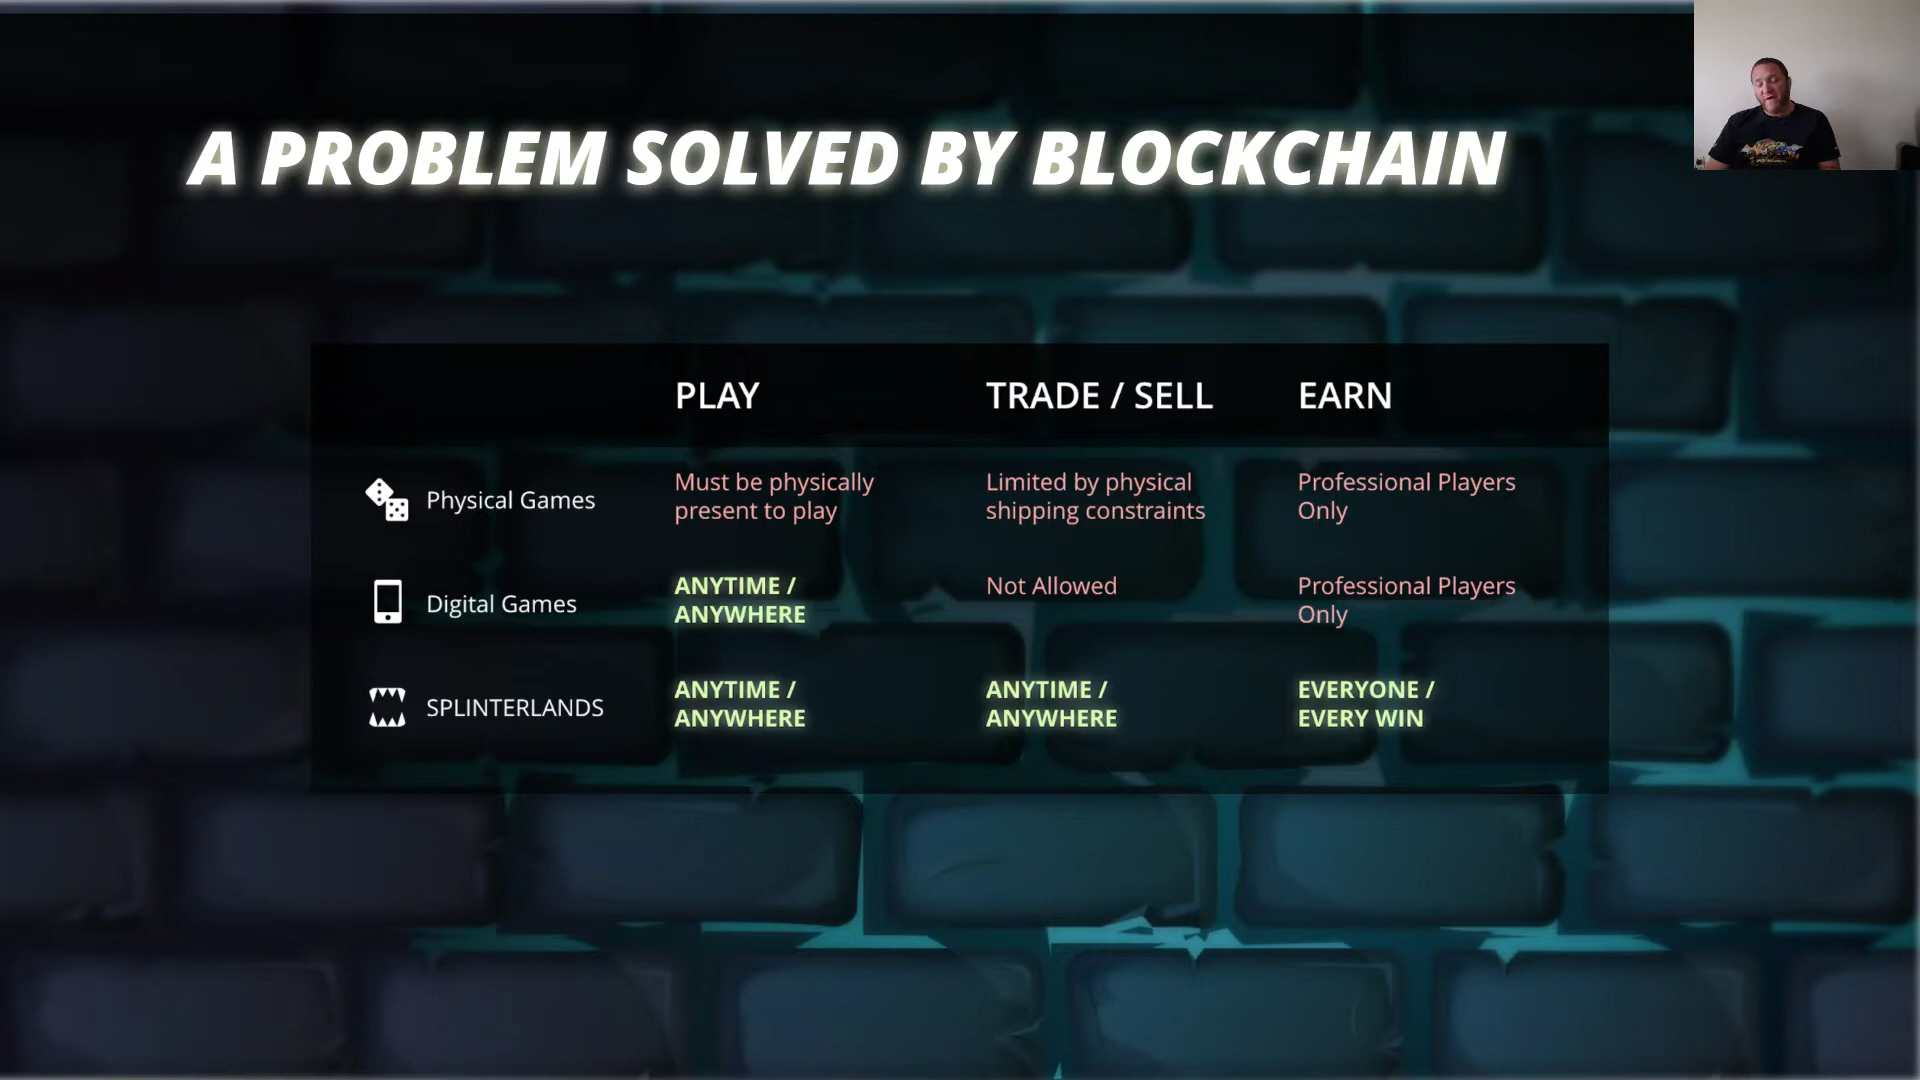 A PROBLEM SOLVED BY BLOCKCHAIN
PLAY
TRADE / SELL
EARN
Physical Games
Must be physically
present to play
Limited by physical
shipping constraints
Professional Players
Only
Digital Games
ANYTIME /
ANYWHERE
Not Allowed
Professional Players
Only
SPLINTERLANDS
ANYTIME /
ANYWHERE
ANYTIME /
ANYWHERE
EVERYONE /
EVERY WIN